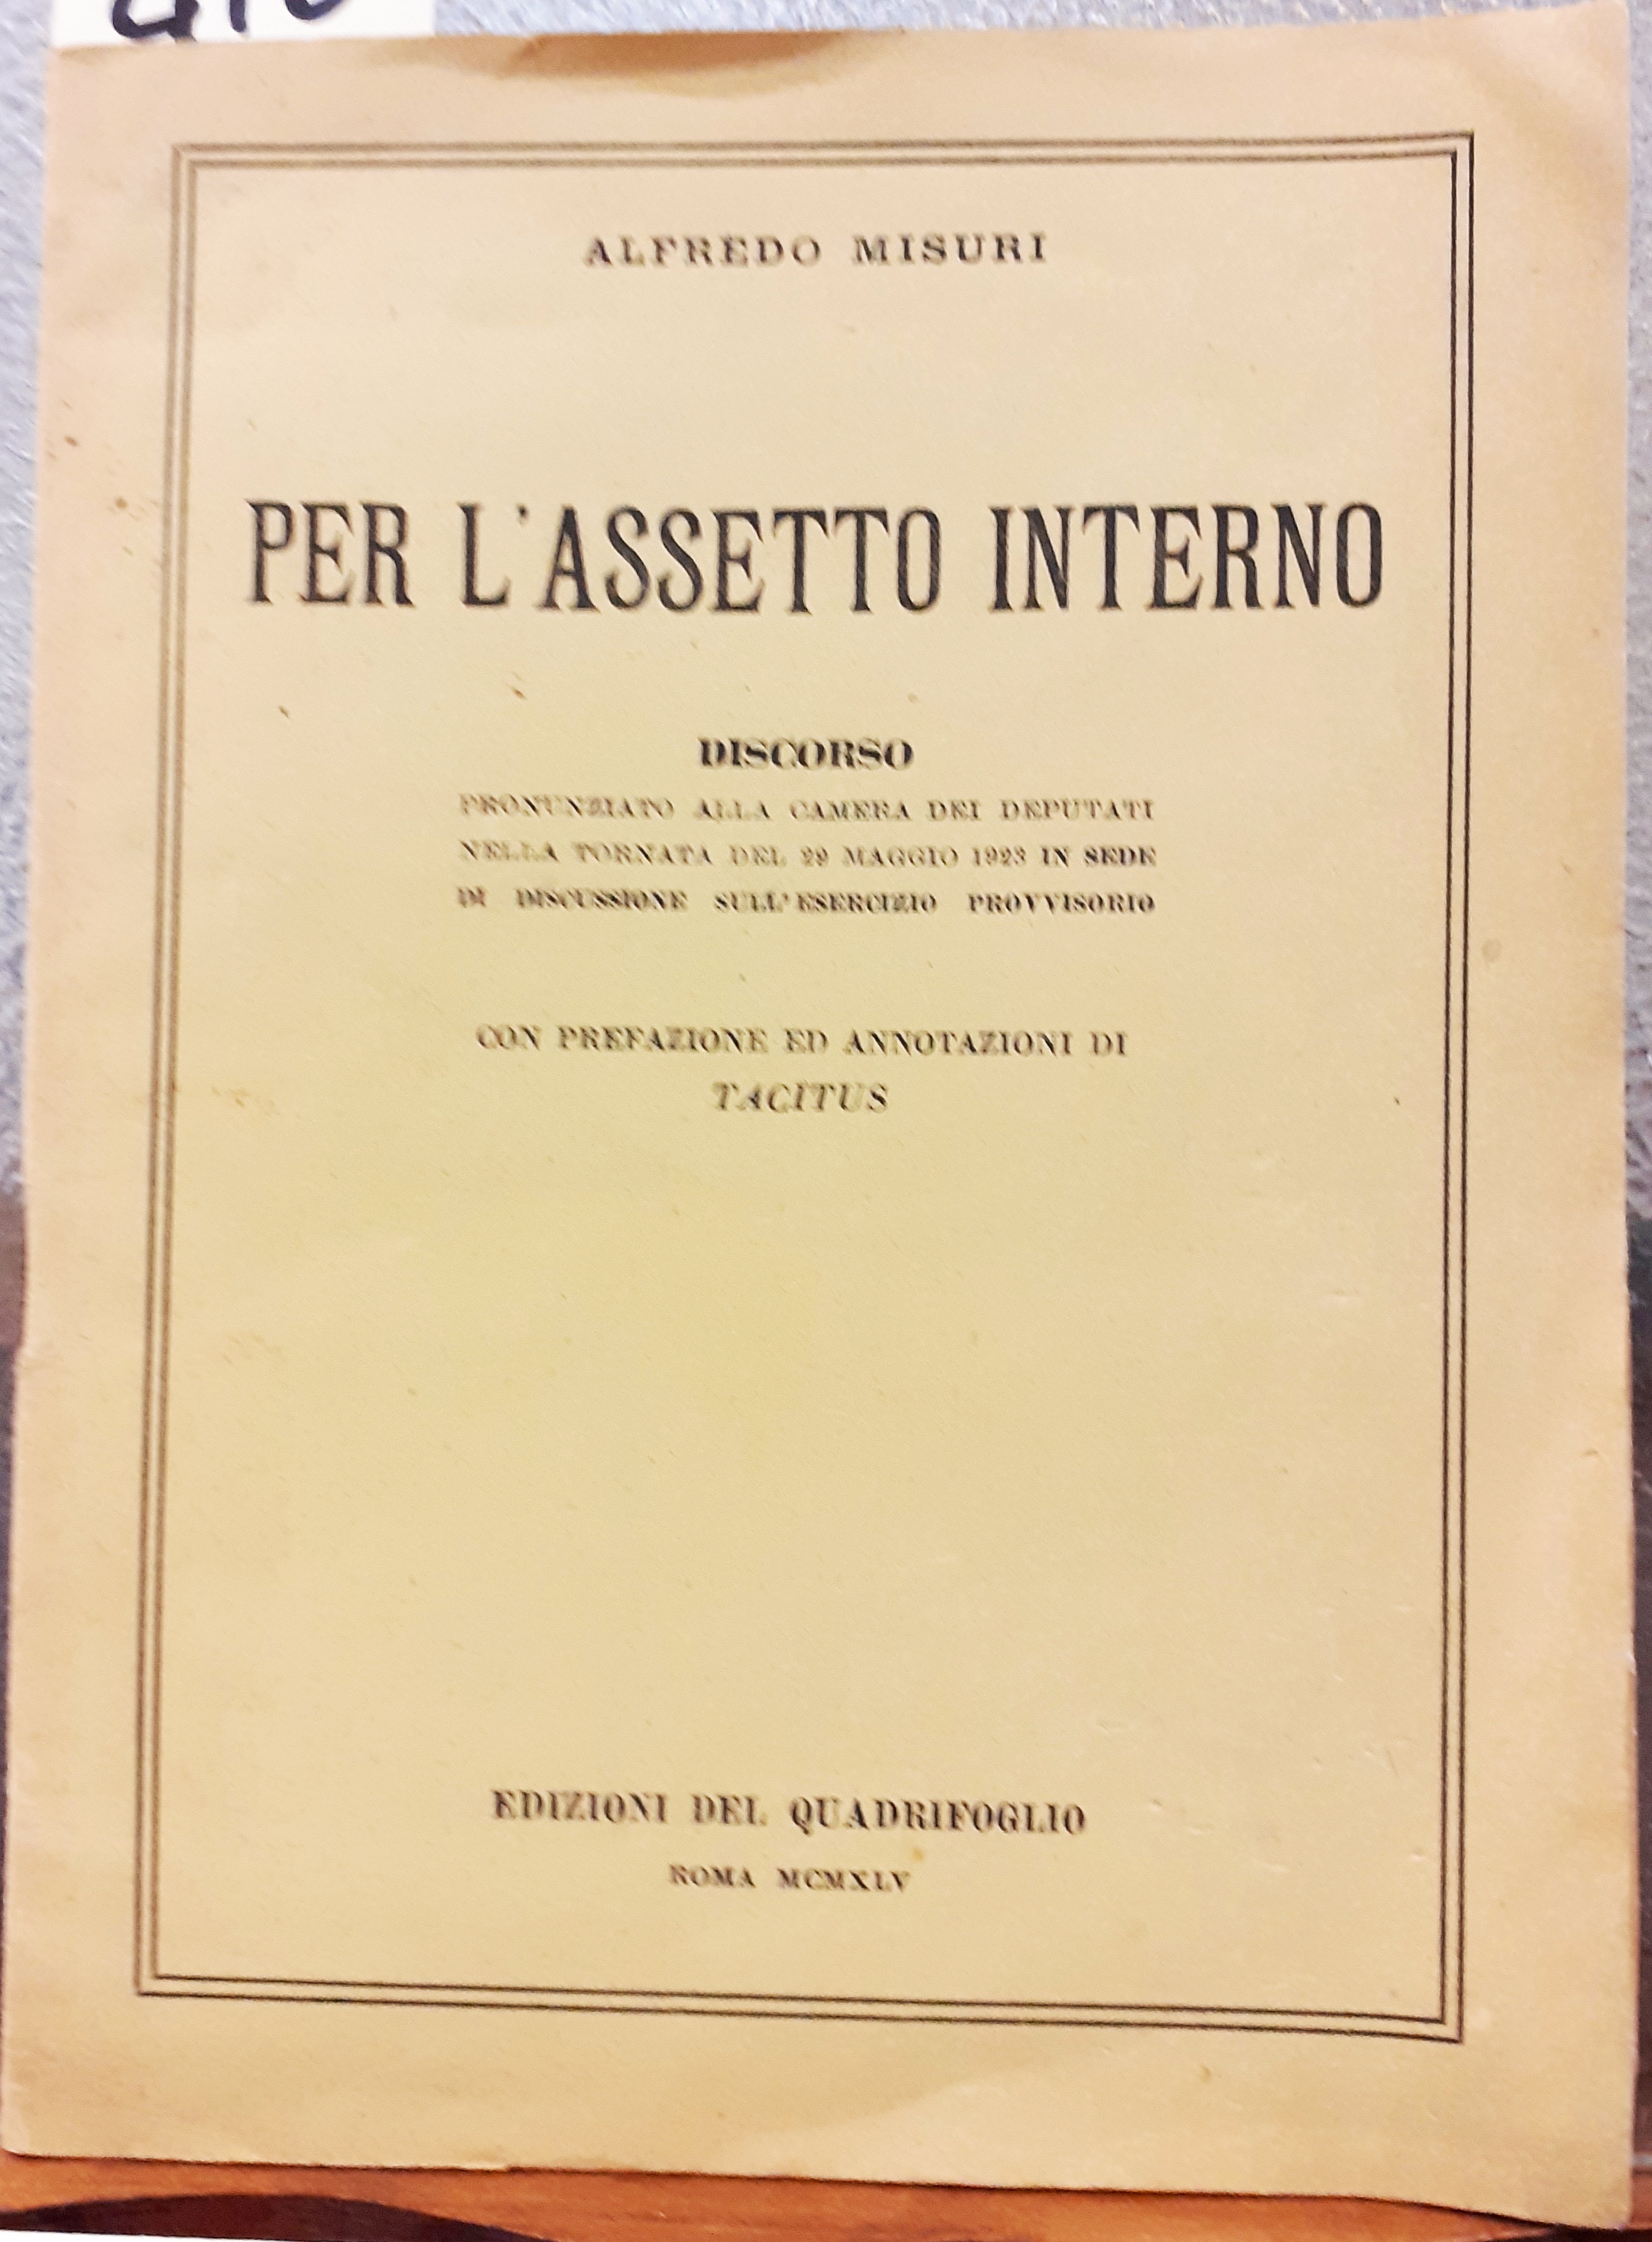 ALFREDO MISURI
PER L'ASSETTO INTERNO
DISCORSO
PRONUNZIATO ALLA CAMERA DEI DEPUTATI
NELLA TORNATA DEL 29 MAGGIO 1923 IN SEDE
DI DISCUSSIONE SULL'ESERCIZIO PROVVISORIO
CON PREFAZIONE ED ANNOTAZIONI DI
TACITUS
EDIZIONI DEL QUADRIFOGLIO
ROMA MCMXLV